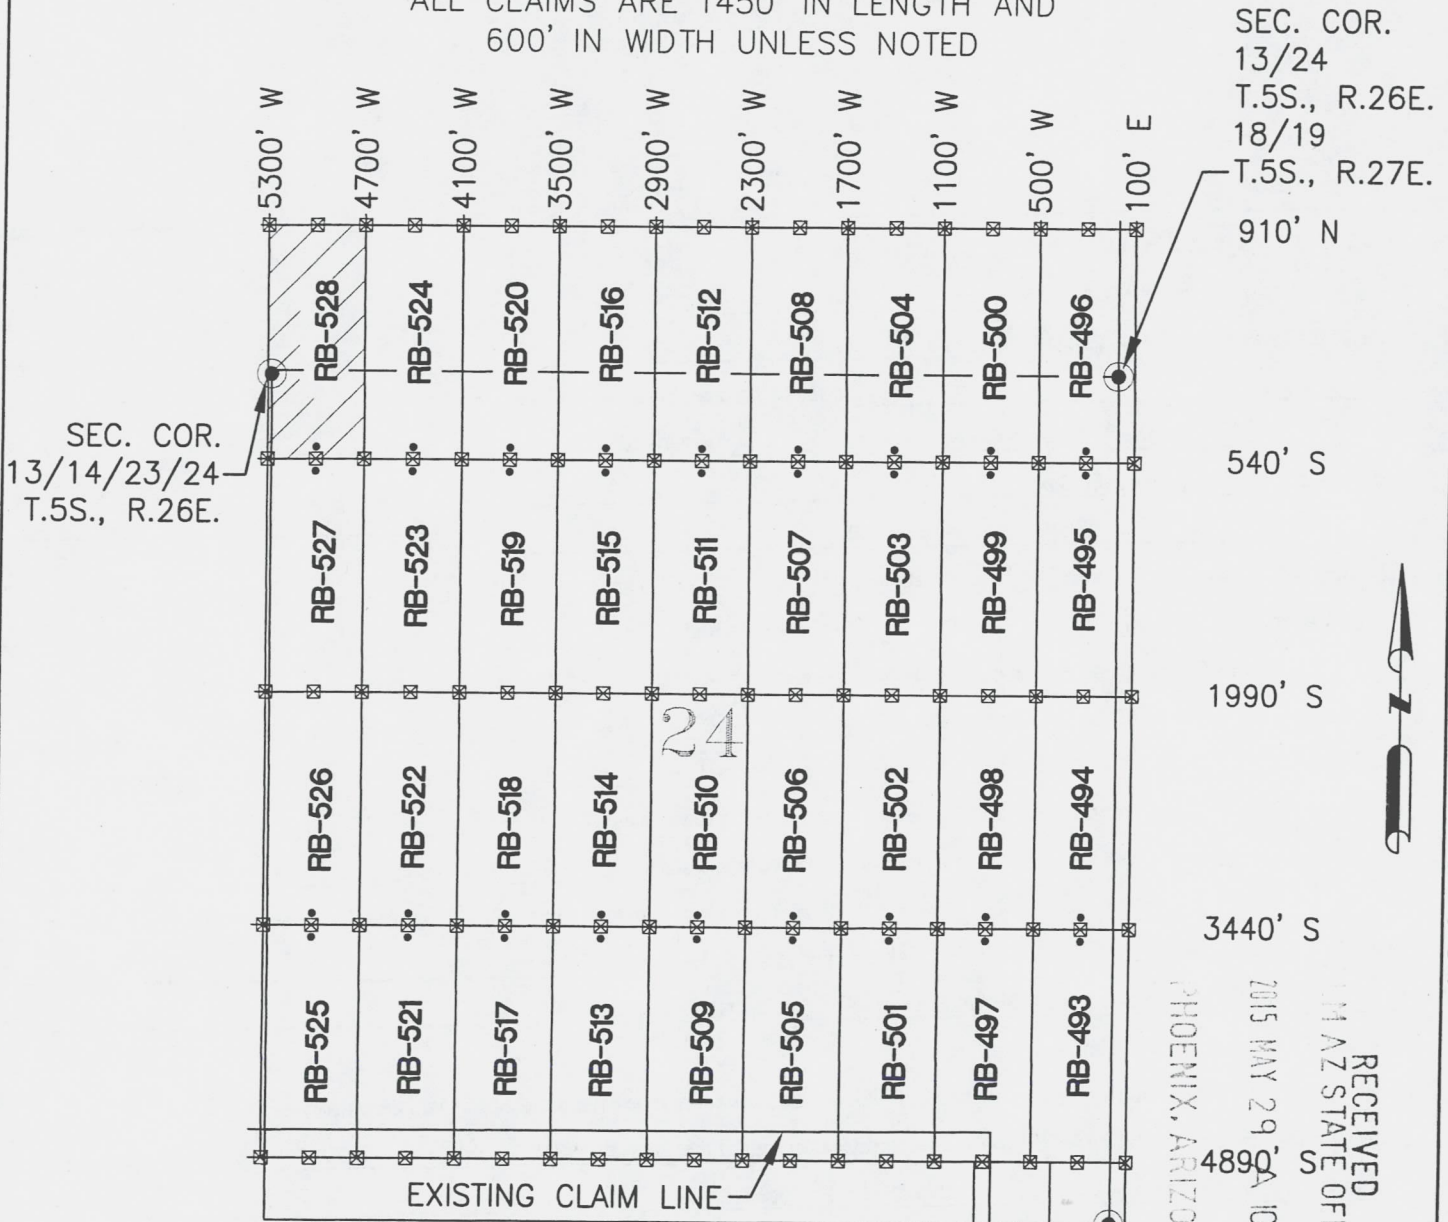 ALL CLAIMS ARE 1450' IN LENGTH AND
600' IN WIDTH UNLESS NOTED
SEC. COR.
13/24
T.5S., R.26E.
18/19
T.5S., R.27E.
5300' W
4700' W
4100' W
3500' W
2900' W
2300' W
1700' W
1100' W
500' W
100' E
910' N
RB-528
RB-524
RB-520
RB-516
RB-512
RB-508
RB-504
RB-500
RB-496
SEC. COR.
13/14/23/24
T.5S., R.26E.
540' S
RB-527
RB-523
RB-519
RB-515
RB-511
RB-507
RB-503
RB-499
RB-495
1990' S
24
Z
RB-526
RB-522
RB-518
RB-514
RB-510
RB-506
RB-502
RB-498
RB-494
3440' S
RB-525
RB-521
RB-517
RB-513
RB-509
RB-505
RB-501
RB-497
RB-493
4890' S
EXISTING CLAIM LINE
RECEIVED
AZ STATE OF
2015 MAY 29 A 10
PHOENIX, ARIZO